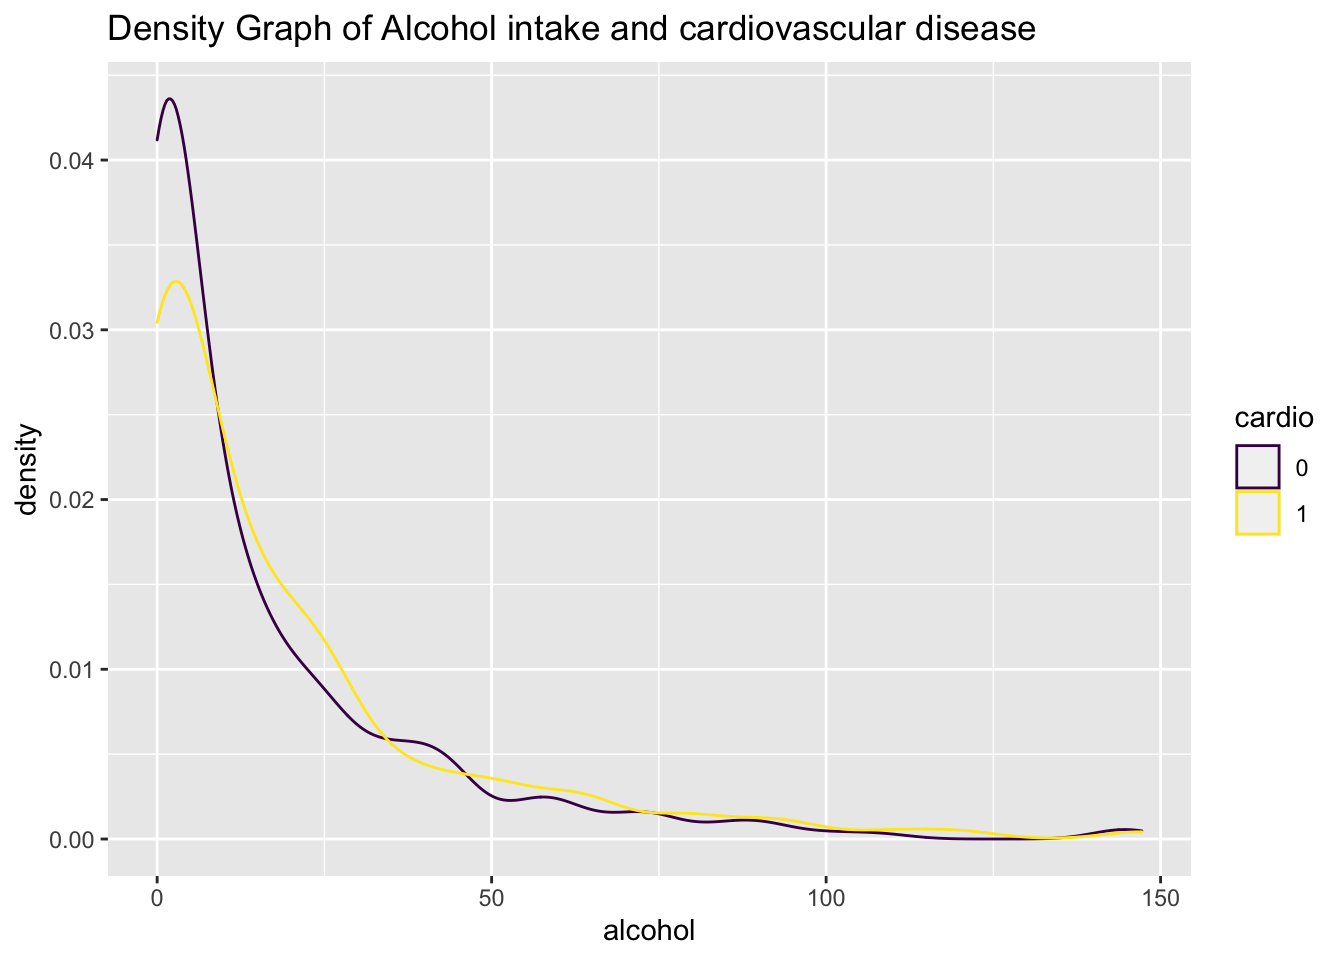 Density Graph of Alcohol intake and cardiovascular disease
0.04
0.03
0.02
0.01
0.00
density
0 50 100 150
alcohol
cardio
0
1